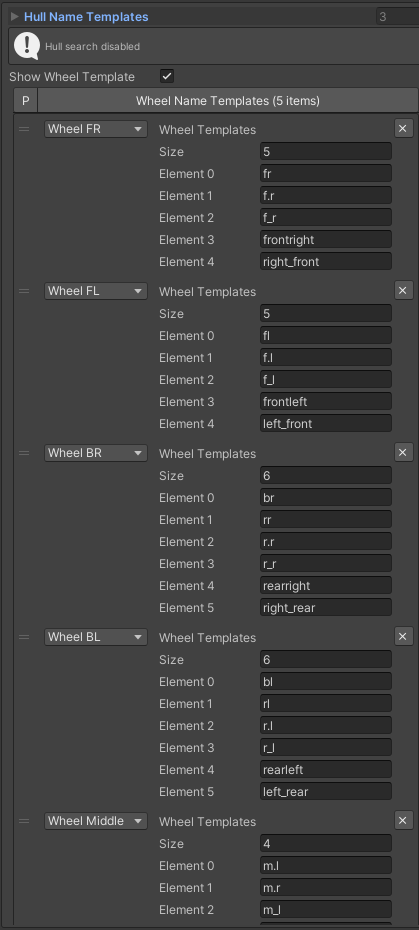 Hull Name Templates 3
Hull search disabled
Show Wheel Template
P Wheel Name Templates (5 items)
Wheel FR Wheel Templates
Size 5
Element 0 fr
Element 1 f.r
Element 2 f_r
Element 3 frontright
Element 4 right_front
Wheel FL Wheel Templates
Size 5
Element 0 fl
Element 1 f.l
Element 2 f_l
Element 3 frontleft
Element 4 left_front
Wheel BR Wheel Templates
Size 6
Element 0 br
Element 1 rr
Element 2 r.r
Element 3 r_r
Element 4 rearright
Element 5 right_rear
Wheel BL Wheel Templates
Size 6
Element 0 bl
Element 1 rl
Element 2 r.l
Element 3 r_l
Element 4 rearleft
Element 5 left_rear
Wheel Middle Wheel Templates
Size 4
Element 0 m.l
Element 1 m.r
Element 2 m_l